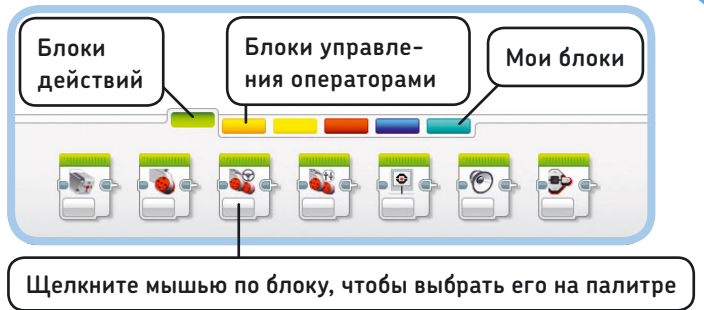 Блоки
действий
Блоки управле-
ния операторами
Мои блоки
Щелкните мышью по блоку, чтобы выбрать его на палитре